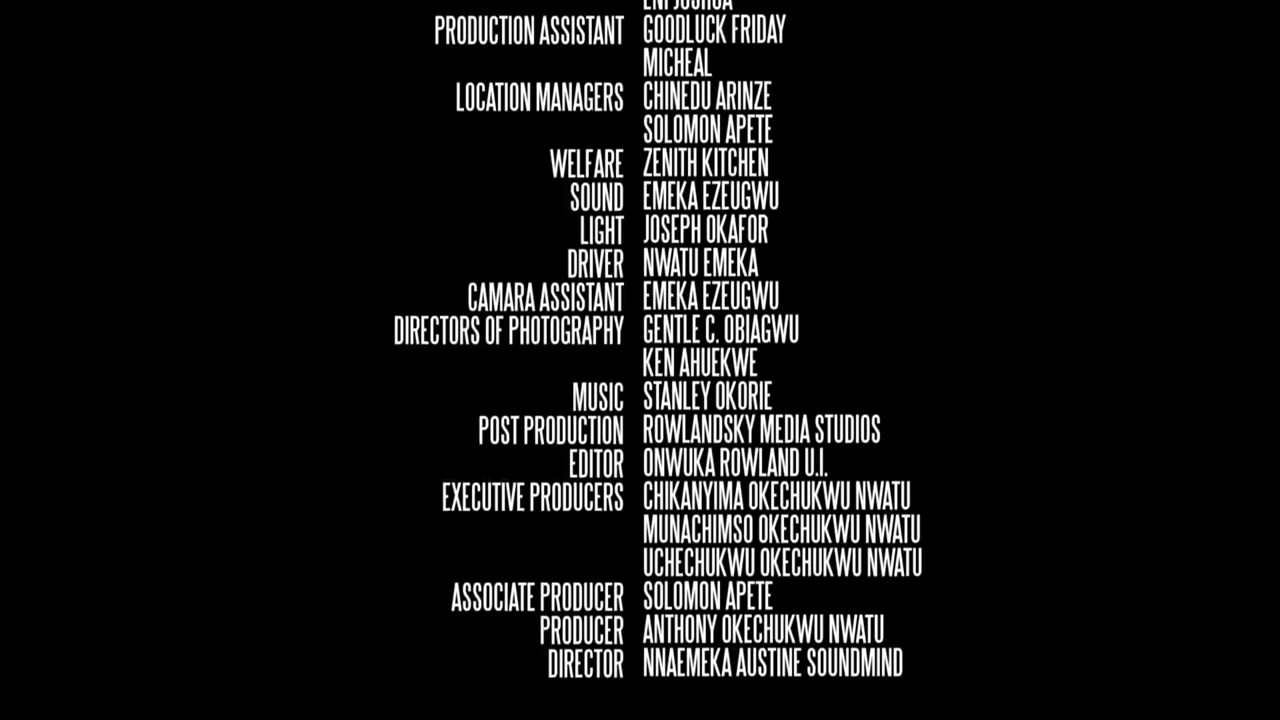 ENI JOSHUA
PRODUCTION ASSISTANT GOODLUCK FRIDAY
MICHEAL
LOCATION MANAGERS CHINEDU ARINZE
SOLOMON APETE
WELFARE ZENITH KITCHEN
SOUND EMEKA EZEUGWU
LIGHT JOSEPH OKAFOR
DRIVER NWATU EMEKA
CAMARA ASSISTANT EMEKA EZEUGWU
DIRECTORS OF PHOTOGRAPHY GENTLE C. OBIAGWU
KEN AHUEKWE
MUSIC STANLEY OKORIE
POST PRODUCTION ROWLANDSKY MEDIA STUDIOS
EDITOR ONWUKA ROWLAND U.I.
EXECUTIVE PRODUCERS CHIKANYIMA OKECHUKWU NWATU
MUNACHIMSO OKECHUKWU NWATU
UCHECHUKWU OKECHUKWU NWATU
ASSOCIATE PRODUCER SOLOMON APETE
PRODUCER ANTHONY OKECHUKWU NWATU
DIRECTOR NNAEMEKA AUSTINE SOUNDMIND